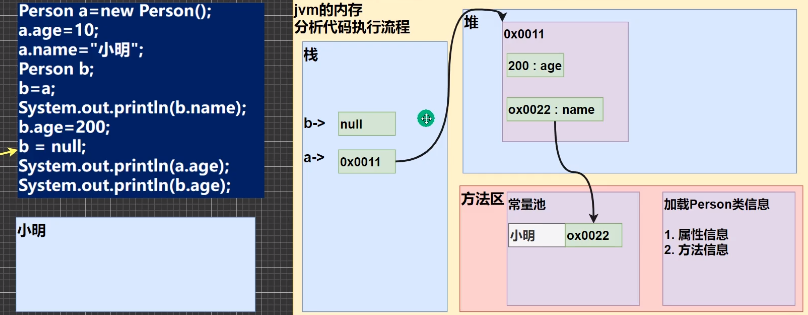 Person a=new Person();
a.age=10;
a.name="小明";
Person b;
b=a;
System.out.println(b.name);
b.age=200;
b = null;
System.out.println(a.age);
System.out.println(b.age);
小明
jvm的内存
分析代码执行流程
栈
b-> null
a-> 0x0011
堆
0x0011
200 : age
ox0022 : name
方法区
常量池
小明 ox0022
加载Person类信息
1. 属性信息
2. 方法信息